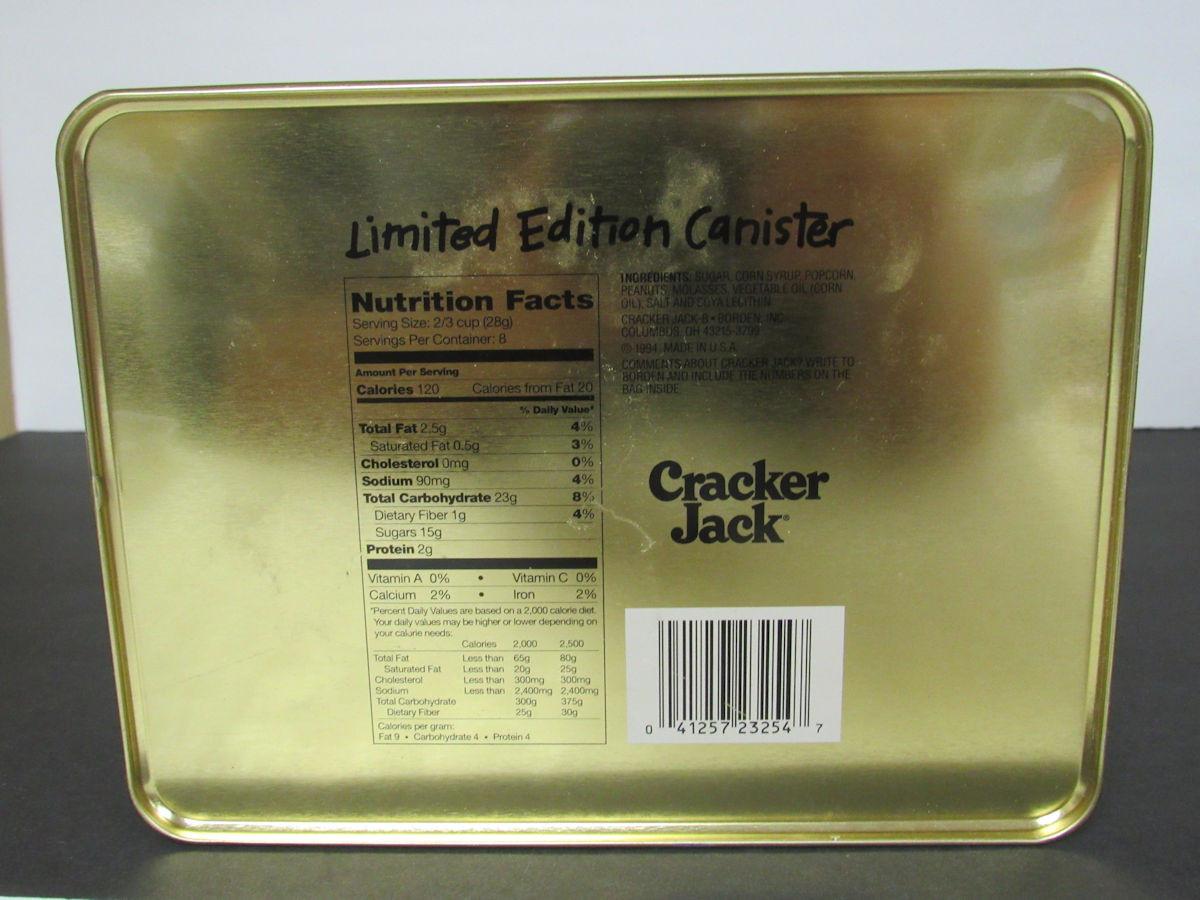 Limited Edition Canister
Nutrition Facts
Serving Size: 2/3 cup (28g)
Servings Per Container: 8
Amount Per Serving
Calories 120 Calories from Fat 20
% Daily Value*
Total Fat 2.5g 4%
Saturated Fat 0.5g 3%
Cholesterol 0mg 0%
Sodium 90mg 4%
Total Carbohydrate 23g 8%
Dietary Fiber 1g 4%
Sugars 15g
Protein 2g
Vitamin A 0% • Vitamin C 0%
Calcium 2% • Iron 2%
*Percent Daily Values are based on a 2,000 calorie diet.
Your daily values may be higher or lower depending on
your calorie needs:
Calories 2,000 2,500
Total Fat Less than 65g 80g
Saturated Fat Less than 20g 25g
Cholesterol Less than 300mg 300mg
Sodium Less than 2,400mg 2,400mg
Total Carbohydrate 300g 375g
Dietary Fiber 25g 30g
Calories per gram:
Fat 9 • Carbohydrate 4 • Protein 4
INGREDIENTS: SUGAR, CORN SYRUP, POPCORN,
PEANUTS, MOLASSES, VEGETABLE OIL (CORN
OIL), SALT AND SOYA LECITHIN.
CRACKER JACK-8 • BORDEN, INC.
COLUMBUS, OH 43215-3799
© 1994 MADE IN U.S.A.
COMMENTS ABOUT CRACKER JACK? WRITE TO
BORDEN AND INCLUDE THE NUMBERS ON THE
BAG INSIDE.
Cracker
Jack®
0 41257 23254 7